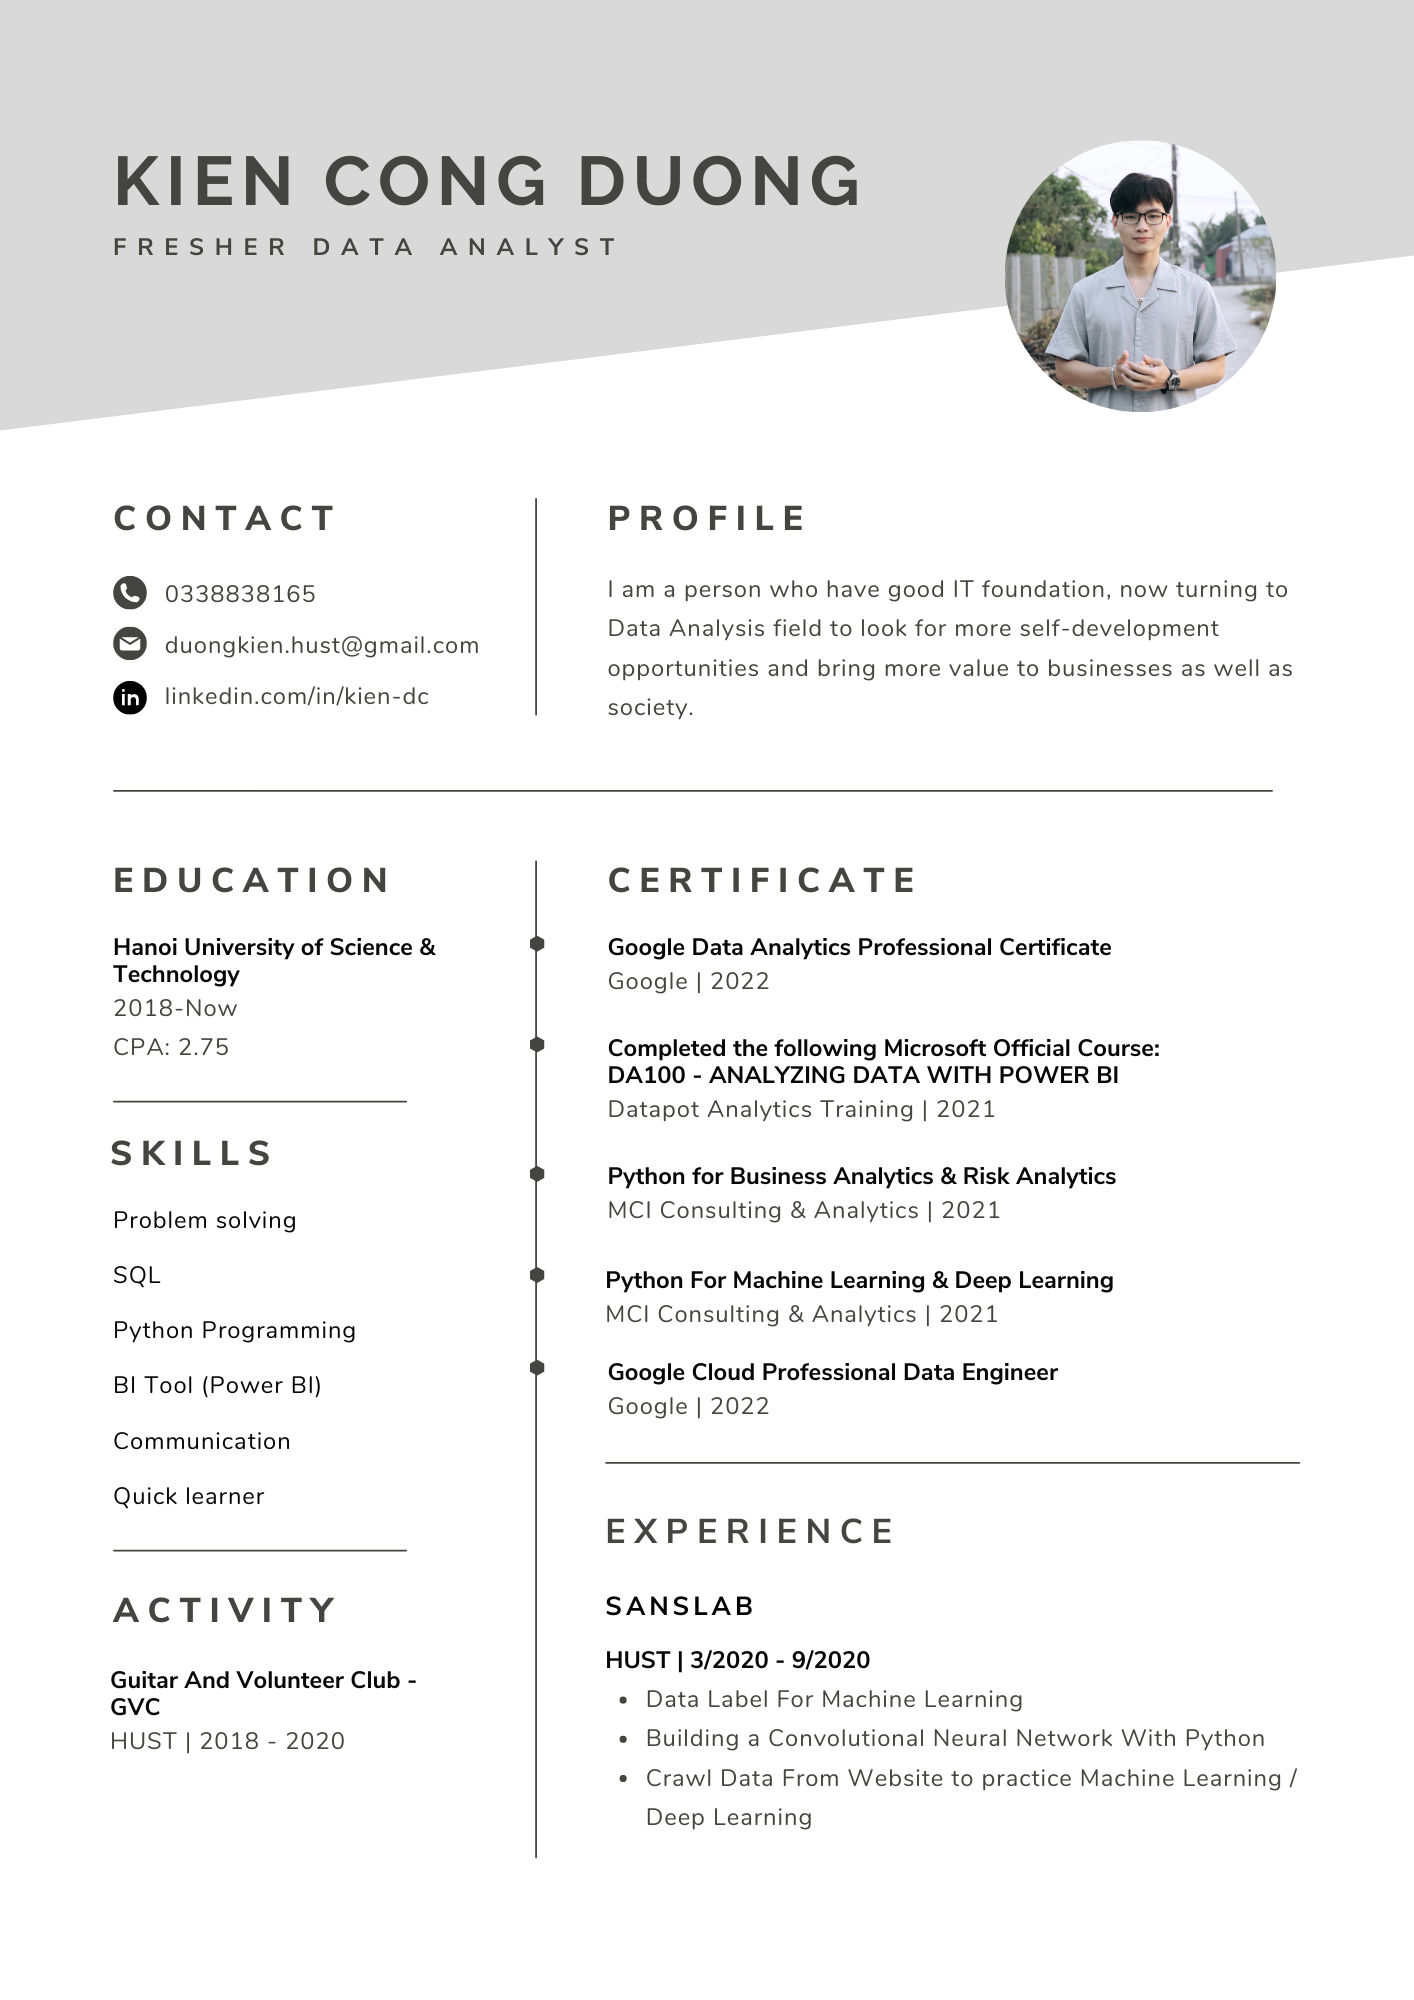 KIEN CONG DUONG
FRESHER DATA ANALYST
CONTACT
0338838165
duongkien.hust@gmail.com
linkedin.com/in/kien-dc
PROFILE
I am a person who have good IT foundation, now turning to
Data Analysis field to look for more self-development
opportunities and bring more value to businesses as well as
society.
EDUCATION
Hanoi University of Science &
Technology
2018-Now
CPA: 2.75
SKILLS
Problem solving
SQL
Python Programming
BI Tool (Power BI)
Communication
Quick learner
ACTIVITY
Guitar And Volunteer Club -
GVC
HUST | 2018 - 2020
CERTIFICATE
Google Data Analytics Professional Certificate
Google | 2022
Completed the following Microsoft Official Course:
DA100 - ANALYZING DATA WITH POWER BI
Datapot Analytics Training | 2021
Python for Business Analytics & Risk Analytics
MCI Consulting & Analytics | 2021
Python For Machine Learning & Deep Learning
MCI Consulting & Analytics | 2021
Google Cloud Professional Data Engineer
Google | 2022
EXPERIENCE
SANSLAB
HUST | 3/2020 - 9/2020
• Data Label For Machine Learning
• Building a Convolutional Neural Network With Python
• Crawl Data From Website to practice Machine Learning /
Deep Learning